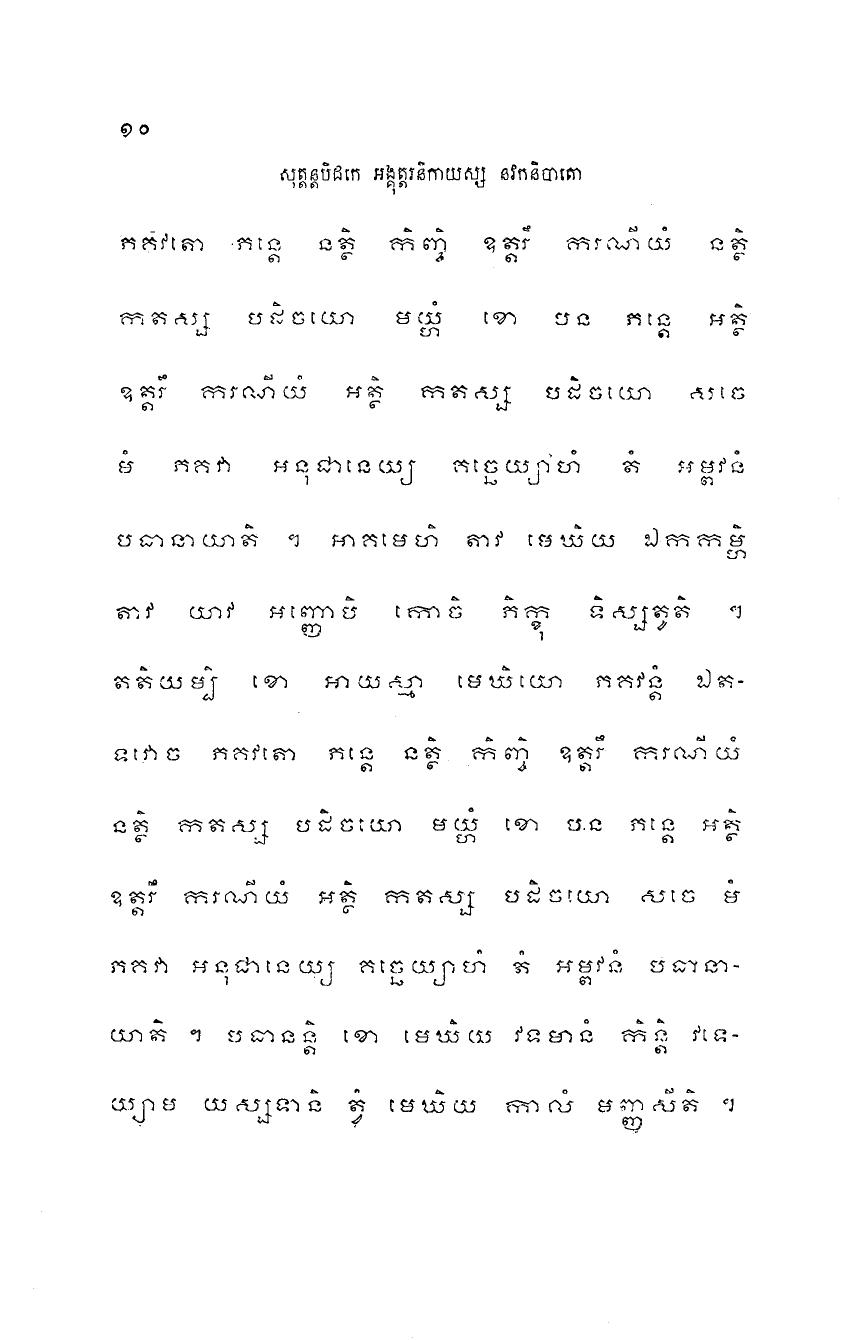 ១០
សុត្តន្តបិដកេ អង្គុត្តរនិកាយស្ស នវកនិបាតោ
ភគវតោ ភន្តេ នត្ថិ កិញ្ចិ ឧត្តរឹ ករណីយំ នត្ថិ
កតស្ស បដិចយោ មយ្ហំ ខោ បន ភន្តេ អត្ថិ
ឧត្តរឹ ករណីយំ អត្ថិ កតស្ស បដិចយោ សចេ
មំ ភគវា អនុជានេយ្យ គច្ឆេយ្យាហំ តំ អម្ពវនំ
បធានាយាតិ ។ អាគមេហិ តាវ មេឃិយ ឯកកម្ហិ
តាវ យាវ អញ្ញោបិ កោចិ ភិក្ខុ ទិស្សតូតិ ។
តតិយម្បិ ខោ អាយស្មា មេឃិយោ ភគវន្តំ ឯត-
ទវោច ភគវតោ ភន្តេ នត្ថិ កិញ្ចិ ឧត្តរឹ ករណីយំ
នត្ថិ កតស្ស បដិចយោ មយ្ហំ ខោ បន ភន្តេ អត្ថិ
ឧត្តរឹ ករណីយំ អត្ថិ កតស្ស បដិចយោ សចេ មំ
ភគវា អនុជានេយ្យ គច្ឆេយ្យាហំ តំ អម្ពវនំ បធានា-
យាតិ ។ បធានន្តិ ខោ មេឃិយ វទមានំ កិន្តិ វទេ-
យ្យាម យស្សទានិ ត្វំ មេឃិយ កាលំ មញ្ញសីតិ ។